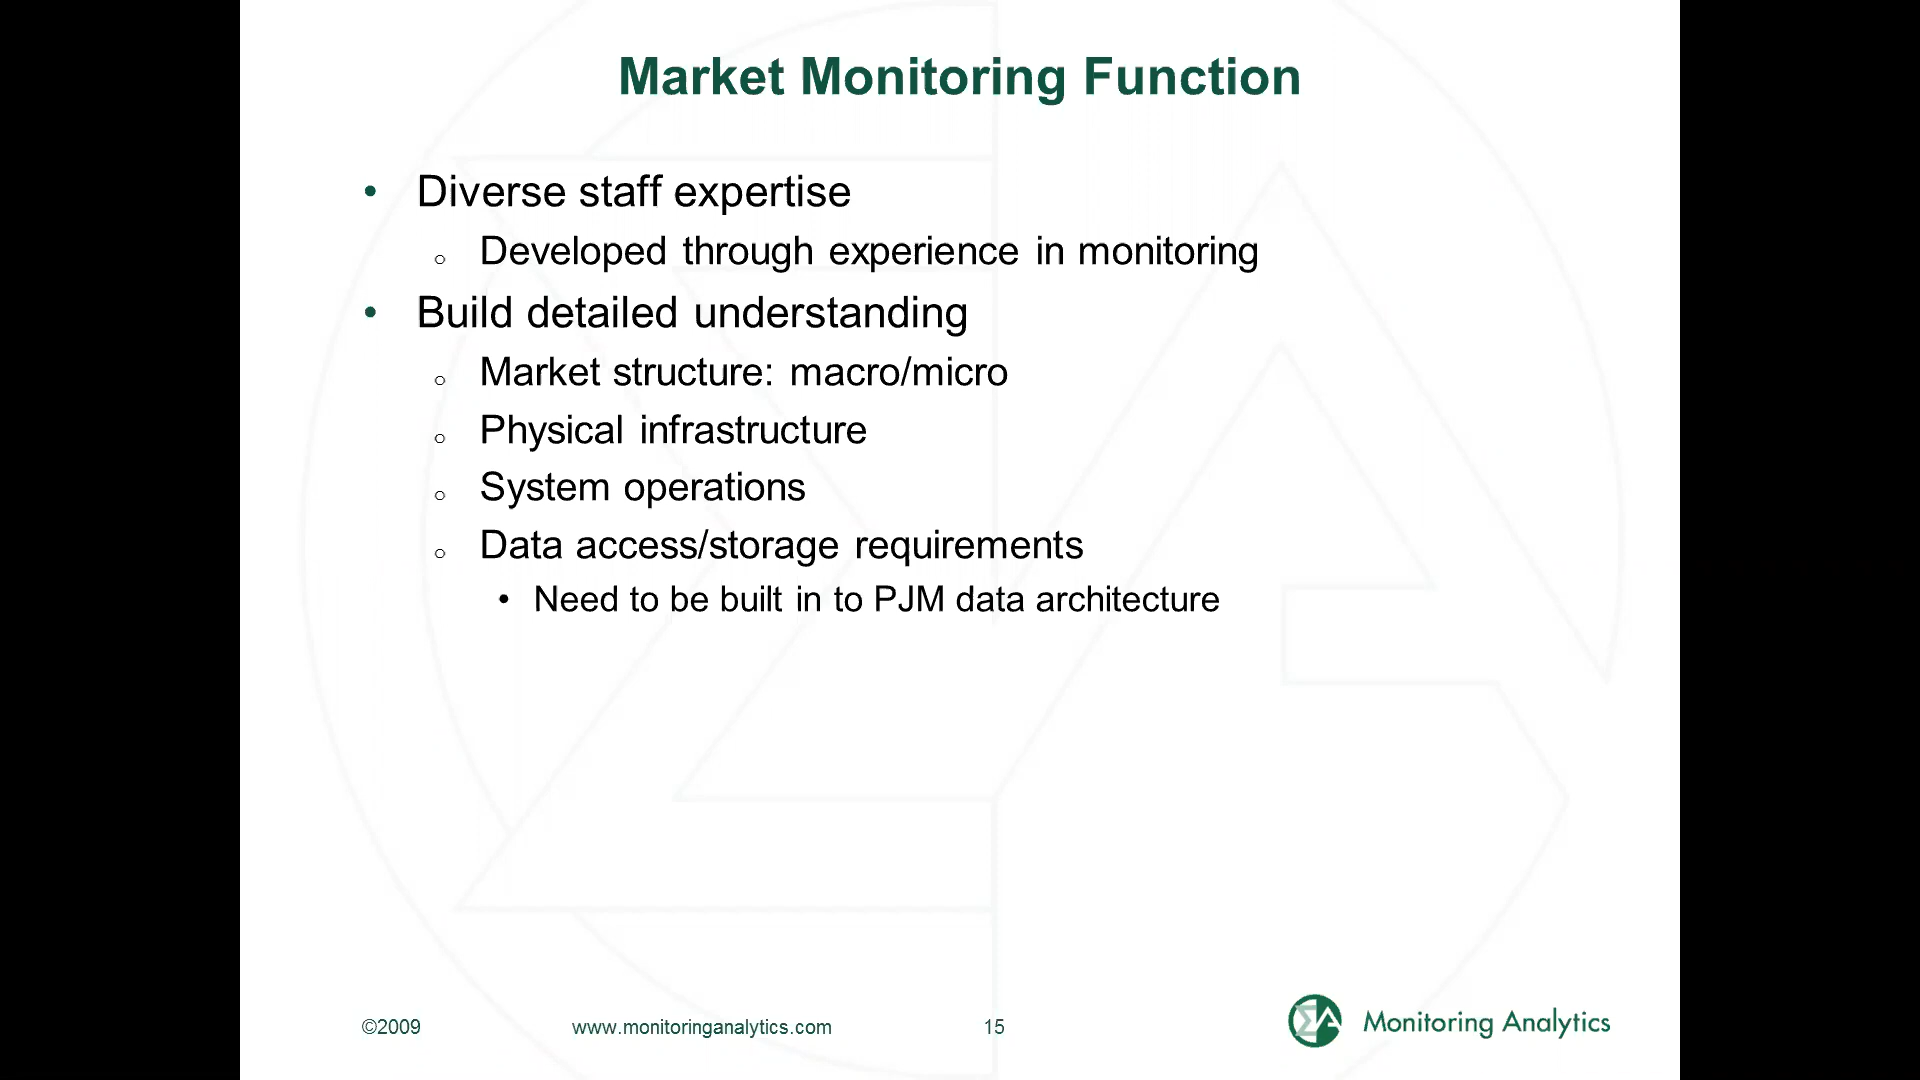 Market Monitoring Function
• Diverse staff expertise
o Developed through experience in monitoring
• Build detailed understanding
o Market structure: macro/micro
o Physical infrastructure
o System operations
o Data access/storage requirements
• Need to be built in to PJM data architecture
©2009 www.monitoringanalytics.com 15 Monitoring Analytics